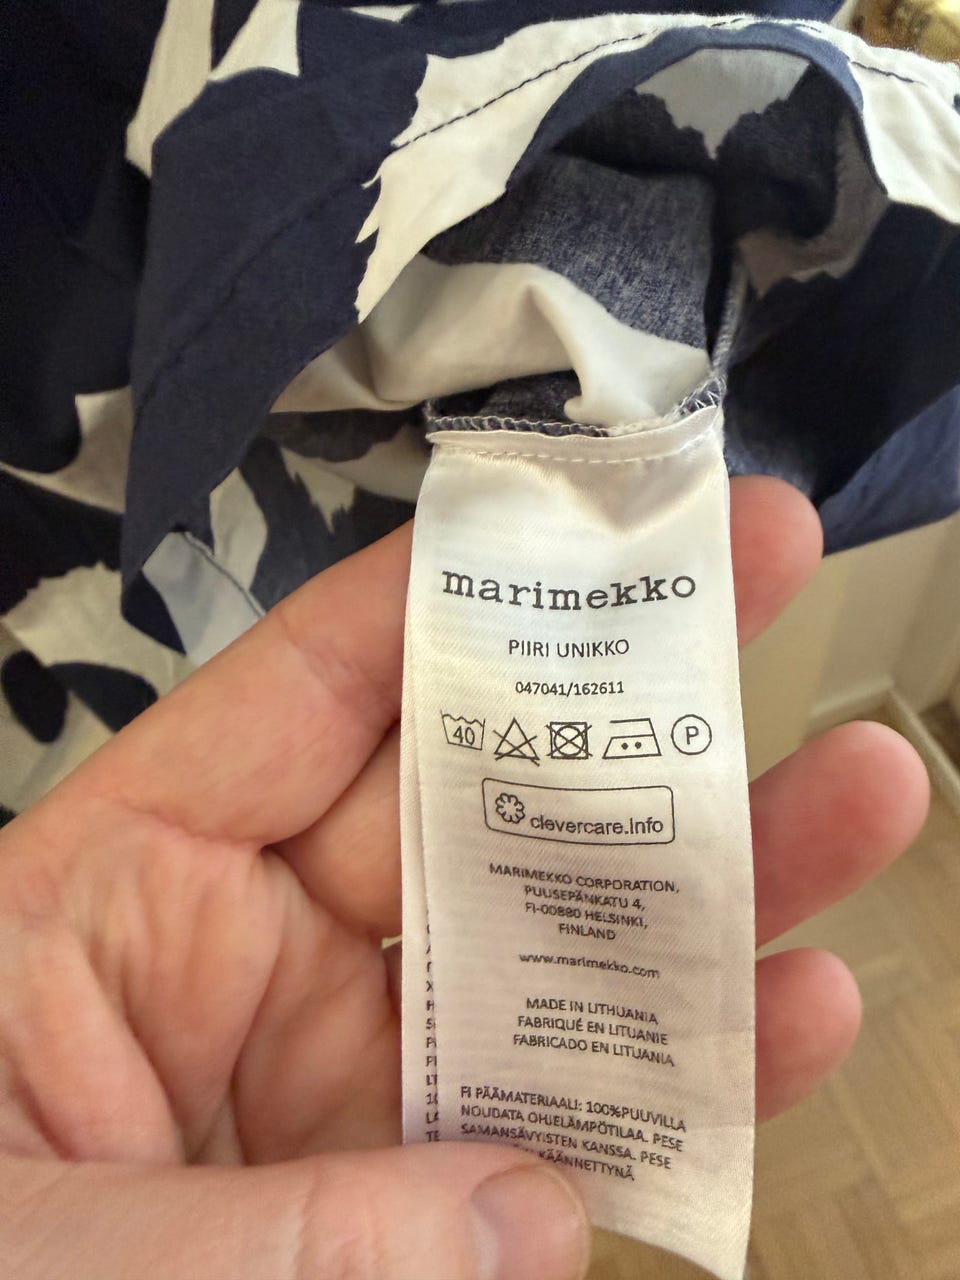 marimekko
PIIRI UNIKKO
047041/162611
40 P
clevercare.info
MARIMEKKO CORPORATION,
PUUSEPÄNKATU 4,
FI-00880 HELSINKI,
FINLAND
www.marimekko.com
MADE IN LITHUANIA
FABRIQUÉ EN LITUANIE
FABRICADO EN LITUANIA
FI PÄÄMATERIAALI: 100%PUUVILLA
NOUDATA OHJELÄMPÖTILAA. PESE
SAMANSÄVYISTEN KANSSA. PESE
KÄÄNNETTYNÄ